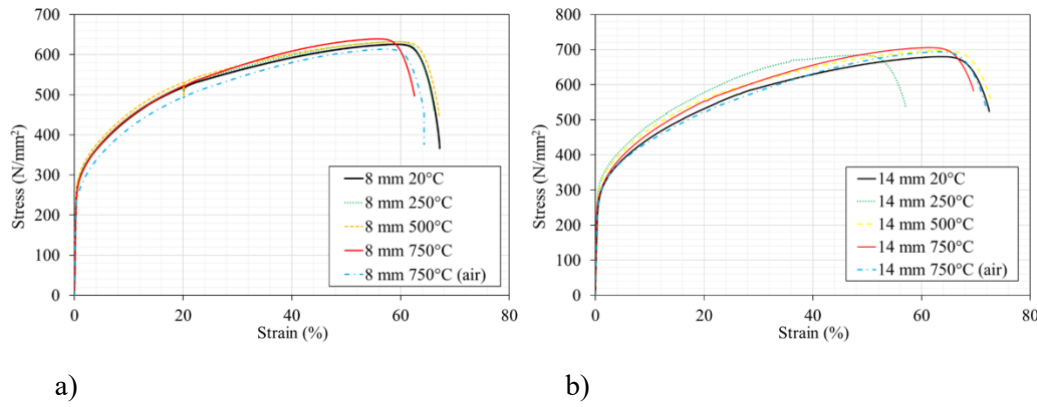 700
600
500
400
300
200
100
0
Stress (N/mm²)
8 mm 20°C
8 mm 250°C
8 mm 500°C
8 mm 750°C
8 mm 750°C (air)
0 20 40 60 80
Strain (%)
a)
800
700
600
500
400
300
200
100
0
Stress (N/mm²)
14 mm 20°C
14 mm 250°C
14 mm 500°C
14 mm 750°C
14 mm 750°C (air)
0 20 40 60 80
Strain (%)
b)